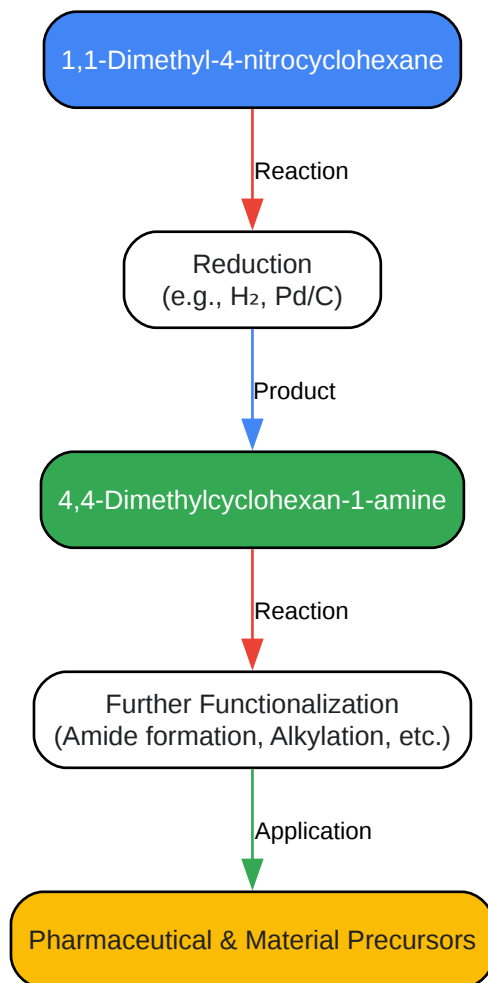 1,1-Dimethyl-4-nitrocyclohexane
Reaction
Reduction
(e.g., H₂, Pd/C)
Product
4,4-Dimethylcyclohexan-1-amine
Reaction
Further Functionalization
(Amide formation, Alkylation, etc.)
Application
Pharmaceutical & Material Precursors